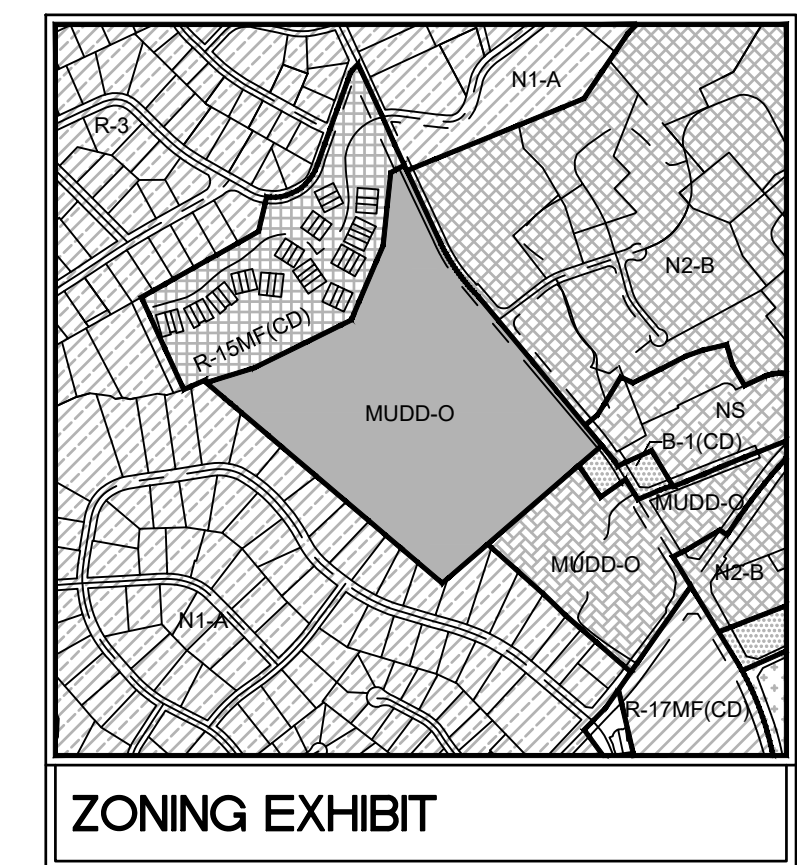 N1-A
R-3
N2-B
R-15MF(CD)
NS
MUDD-O
B-1(CD)
MUDD-O
MUDD-O
N2-B
N1-A
R-17MF(CD)
ZONING EXHIBIT